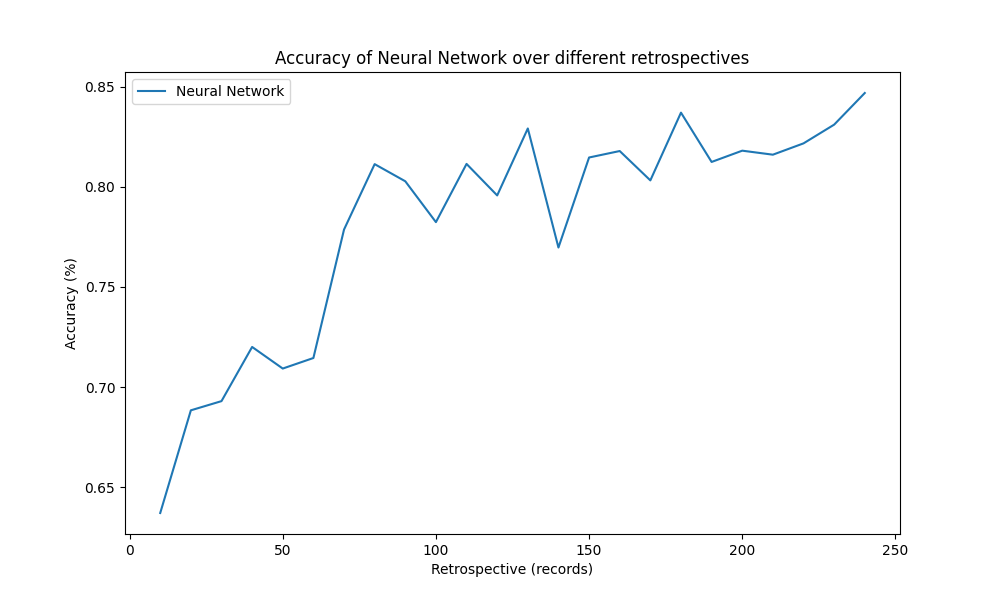 Accuracy of Neural Network over different retrospectives
Neural Network
0.85
0.80
0.75
0.70
0.65
Accuracy (%)
0
50
100
150
200
250
Retrospective (records)